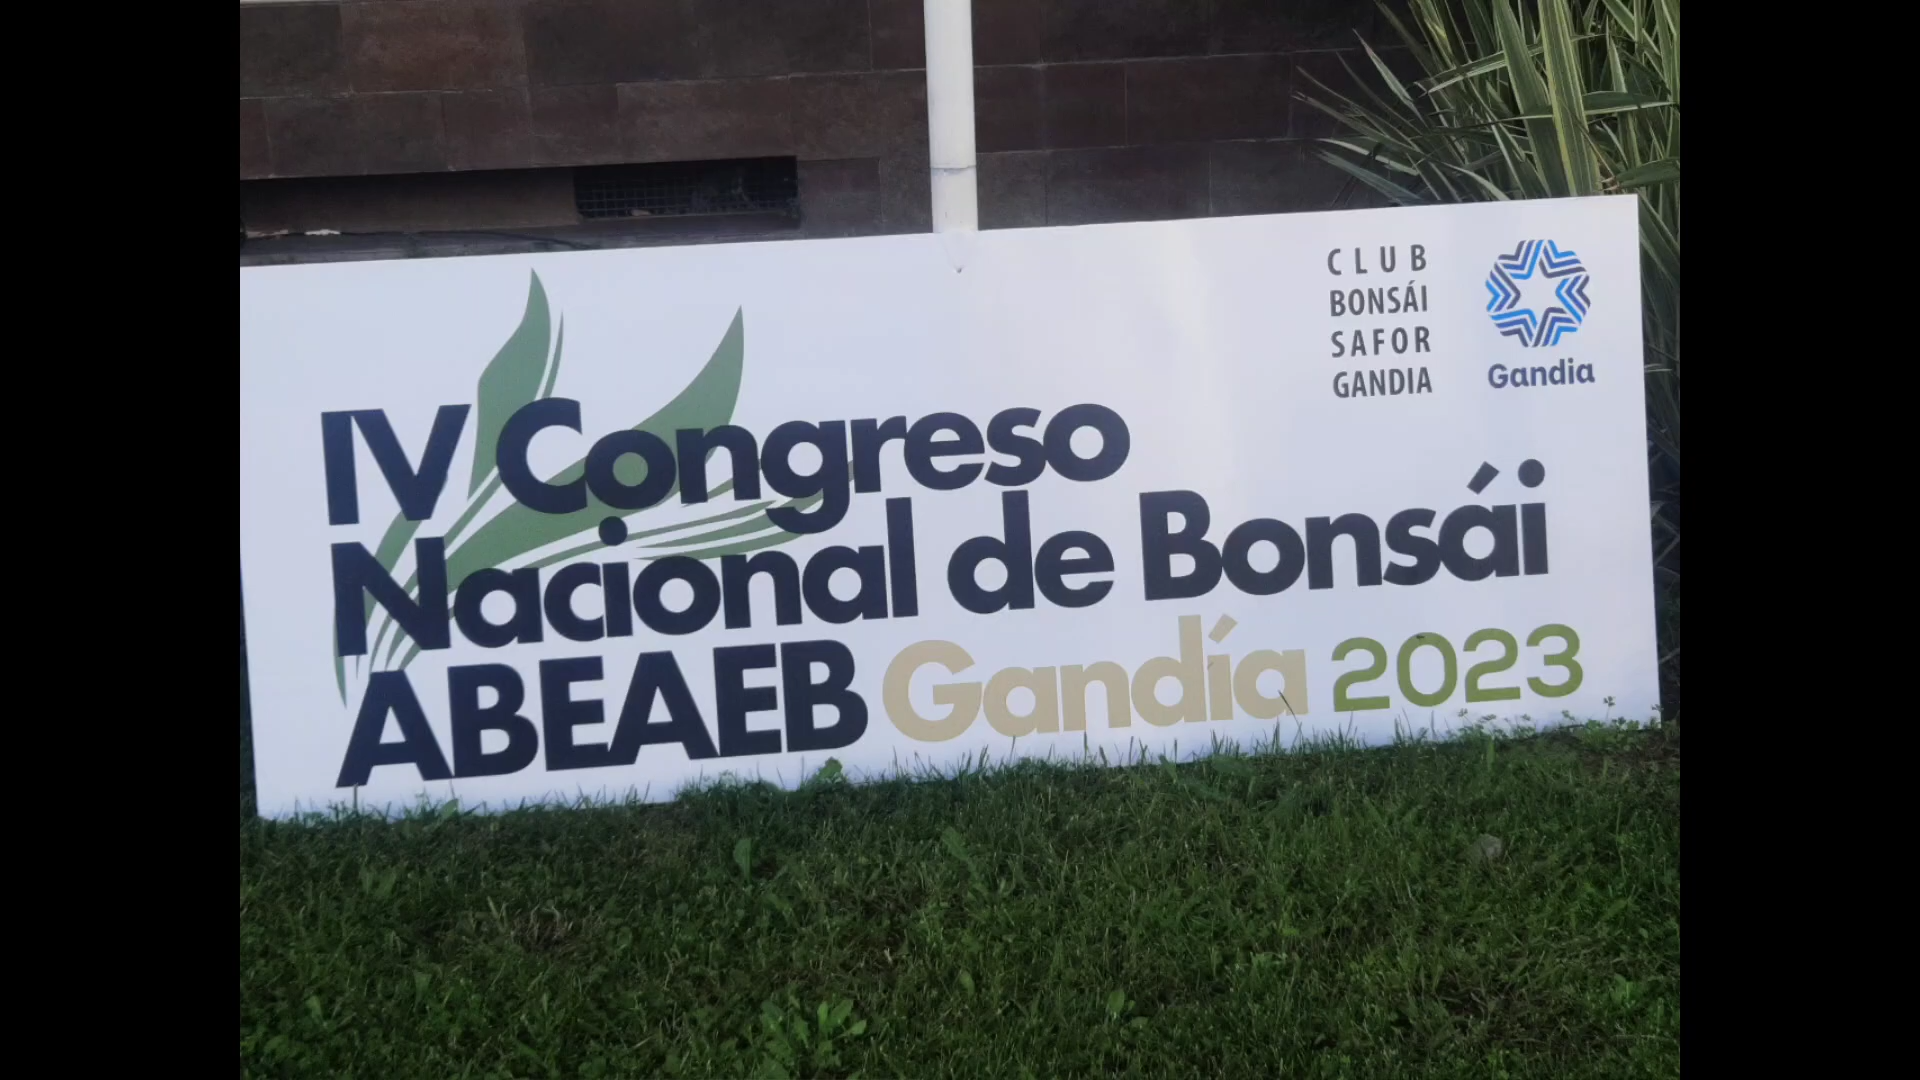 CLUB
BONSÁI
SAFOR
GANDIA
Gandia
IV Congreso
Nacional de Bonsái
ABEAEB Gandía 2023